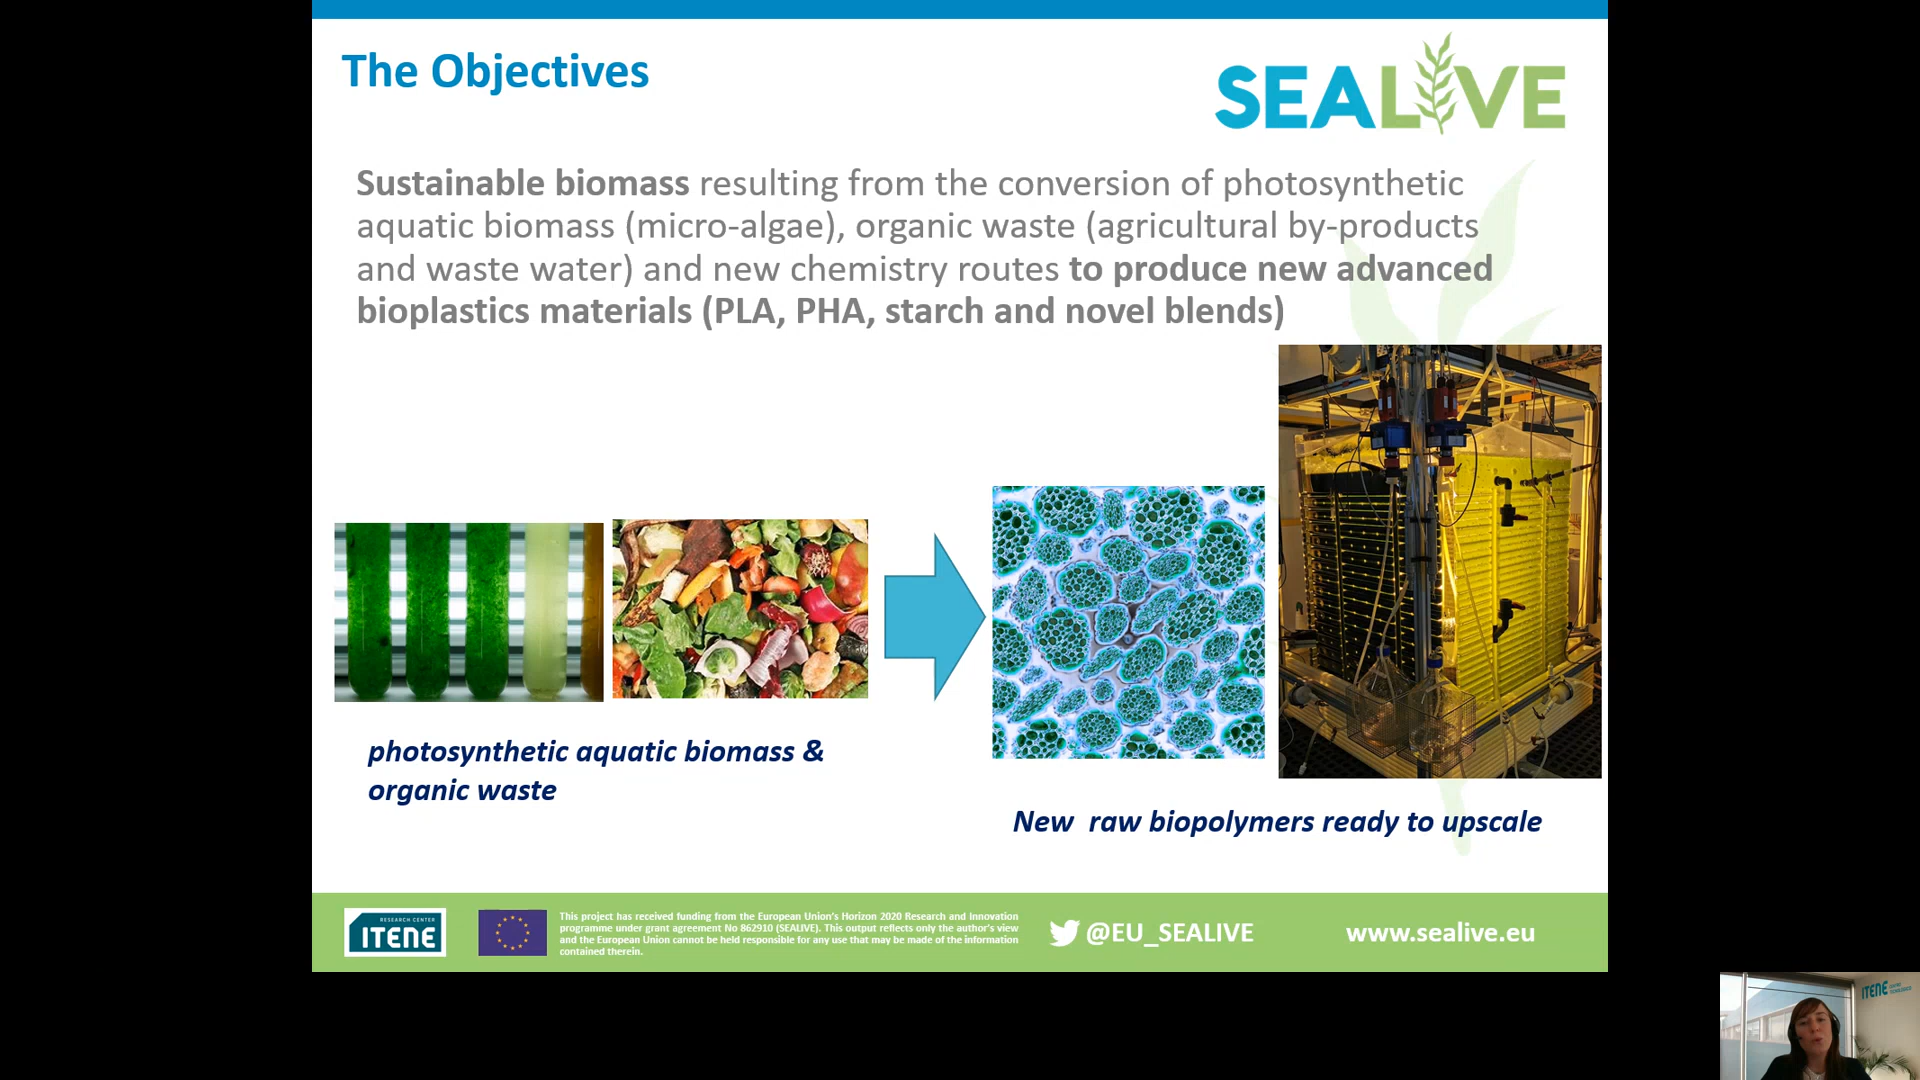 The Objectives
SEALIVE
Sustainable biomass resulting from the conversion of photosynthetic
aquatic biomass (micro-algae), organic waste (agricultural by-products
and waste water) and new chemistry routes to produce new advanced
bioplastics materials (PLA, PHA, starch and novel blends)
photosynthetic aquatic biomass &
organic waste
New raw biopolymers ready to upscale
RESEARCH CENTER
ITENE
This project has received funding from the European Union's Horizon 2020 Research and Innovation
programme under grant agreement No 862910 (SEALIVE). This output reflects only the author's view
and the European Union cannot be held responsible for any use that may be made of the information
contained therein.
@EU_SEALIVE
www.sealive.eu
ITENE